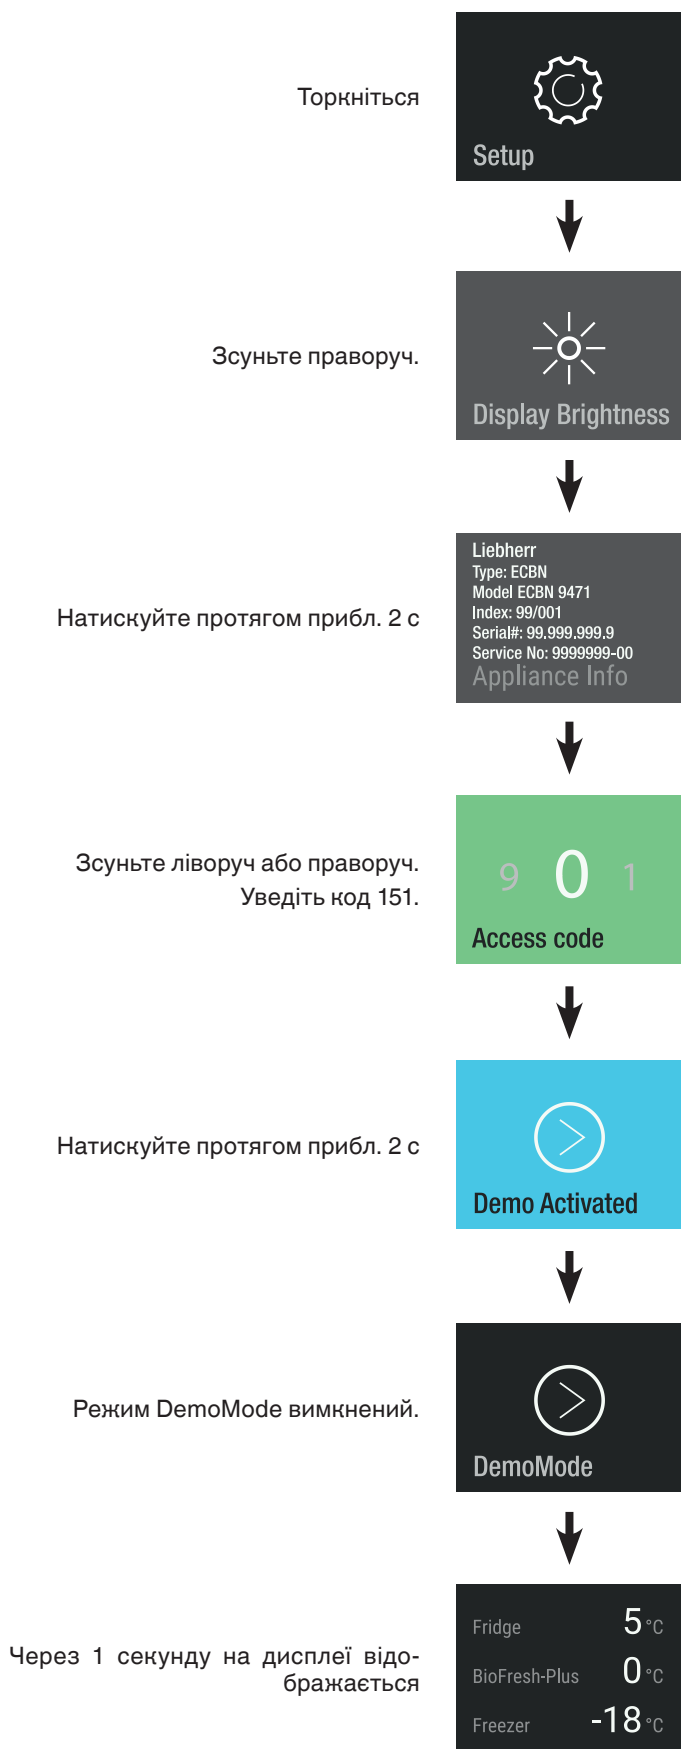 Торкніться
Setup
Зсуньте праворуч.
Display Brightness
Натискуйте протягом прибл. 2 с
Liebherr
Type: ECBN
Model ECBN 9471
Index: 99/001
Serial#: 99.999.999.9
Service No: 9999999-00
Appliance Info
Зсуньте ліворуч або праворуч.
Уведіть код 151.
9 0 1
Access code
Натискуйте протягом прибл. 2 с
Demo Activated
Режим DemoMode вимкнений.
DemoMode
Через 1 секунду на дисплеї відо-
бражається
Fridge 5 °C
BioFresh-Plus 0 °C
Freezer -18 °C